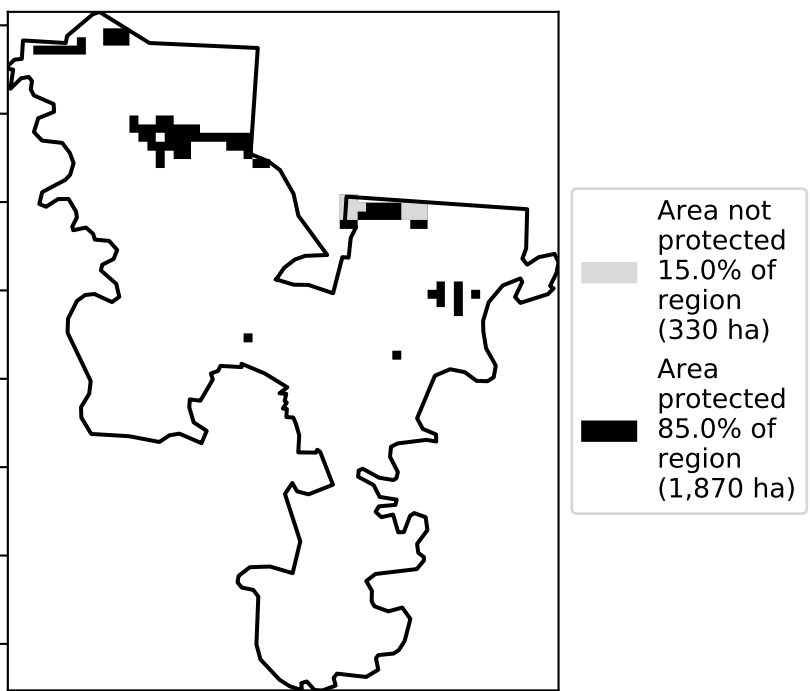 Area not
protected
15.0% of
region
(330 ha)
Area
protected
85.0% of
region
(1,870 ha)